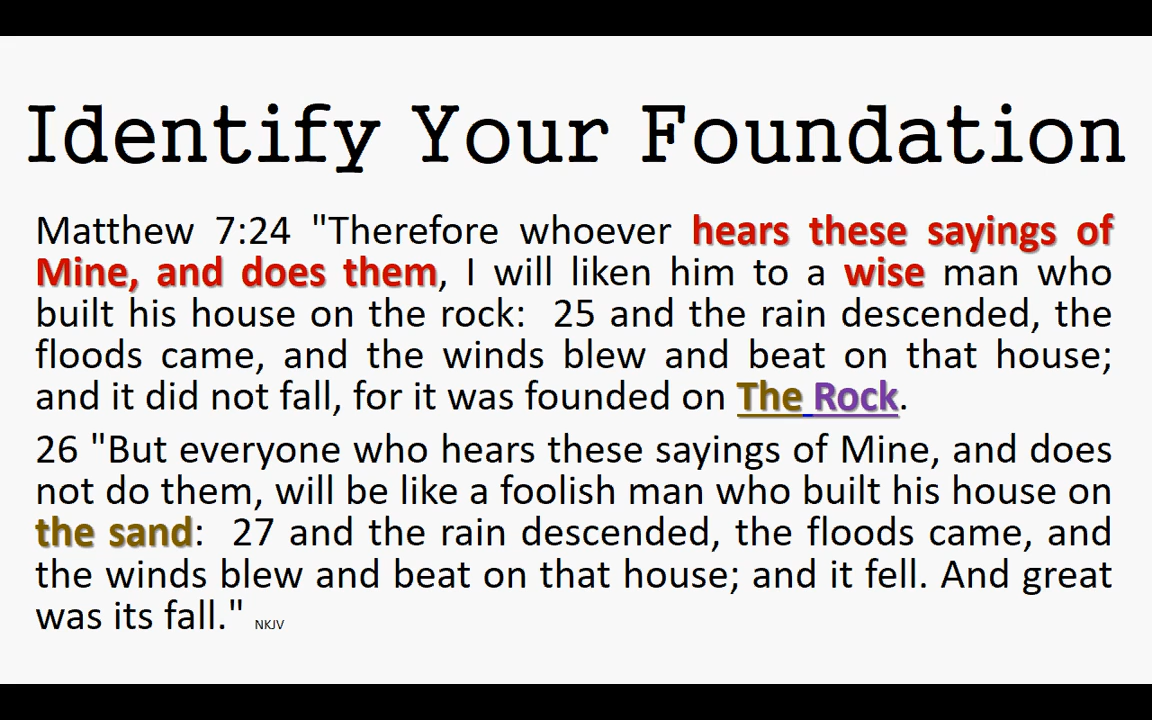 Identify Your Foundation
Matthew 7:24 "Therefore whoever hears these sayings of
Mine, and does them, I will liken him to a wise man who
built his house on the rock:  25 and the rain descended, the
floods came, and the winds blew and beat on that house;
and it did not fall, for it was founded on The Rock.
26 "But everyone who hears these sayings of Mine, and does
not do them, will be like a foolish man who built his house on
the sand:  27 and the rain descended, the floods came, and
the winds blew and beat on that house; and it fell. And great
was its fall." NKJV